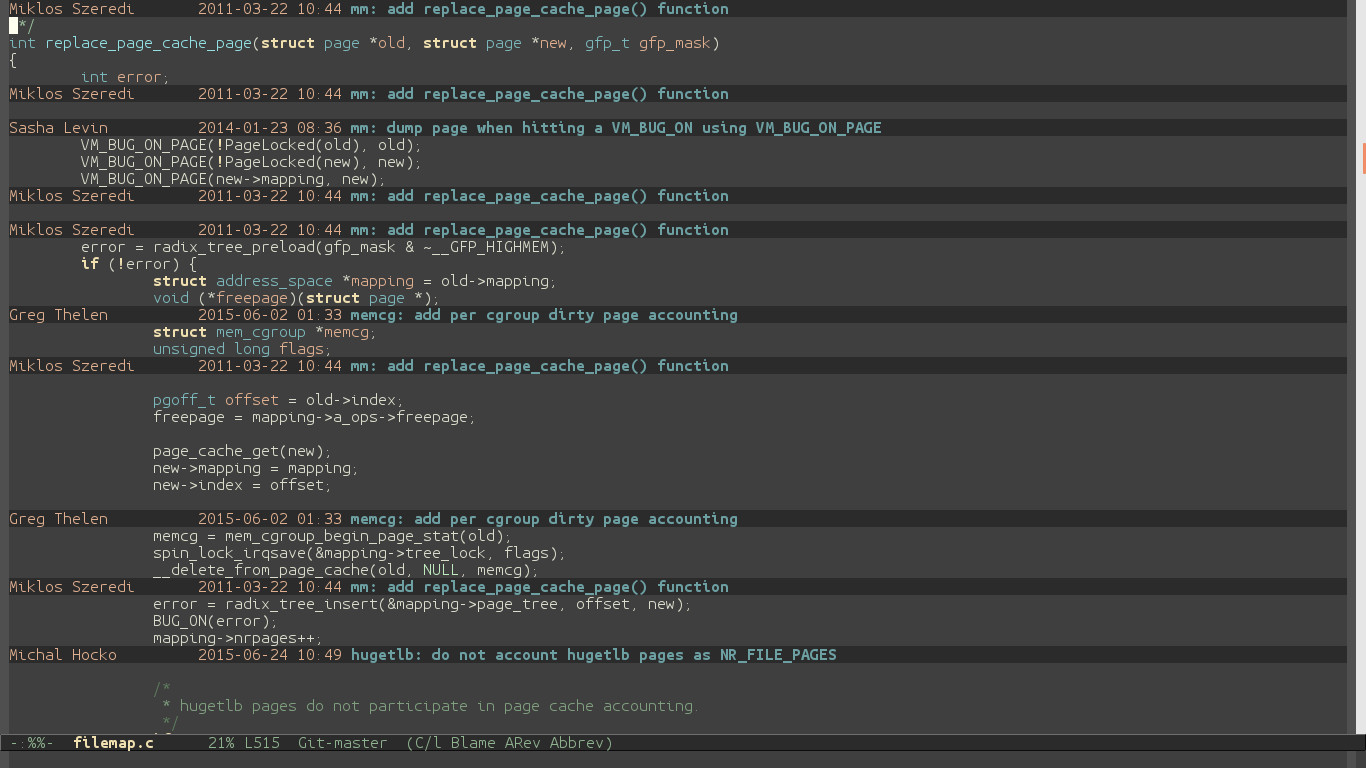 Miklos Szeredi       2011-03-22 10:44 mm: add replace_page_cache_page() function
 */
int replace_page_cache_page(struct page *old, struct page *new, gfp_t gfp_mask)
{
        int error;
Miklos Szeredi       2011-03-22 10:44 mm: add replace_page_cache_page() function
Sasha Levin          2014-01-23 08:36 mm: dump page when hitting a VM_BUG_ON using VM_BUG_ON_PAGE
        VM_BUG_ON_PAGE(!PageLocked(old), old);
        VM_BUG_ON_PAGE(!PageLocked(new), new);
        VM_BUG_ON_PAGE(new->mapping, new);
Miklos Szeredi       2011-03-22 10:44 mm: add replace_page_cache_page() function
Miklos Szeredi       2011-03-22 10:44 mm: add replace_page_cache_page() function
        error = radix_tree_preload(gfp_mask & ~__GFP_HIGHMEM);
        if (!error) {
                struct address_space *mapping = old->mapping;
                void (*freepage)(struct page *);
Greg Thelen          2015-06-02 01:33 memcg: add per cgroup dirty page accounting
                struct mem_cgroup *memcg;
                unsigned long flags;
Miklos Szeredi       2011-03-22 10:44 mm: add replace_page_cache_page() function
                pgoff_t offset = old->index;
                freepage = mapping->a_ops->freepage;
                page_cache_get(new);
                new->mapping = mapping;
                new->index = offset;
Greg Thelen          2015-06-02 01:33 memcg: add per cgroup dirty page accounting
                memcg = mem_cgroup_begin_page_stat(old);
                spin_lock_irqsave(&mapping->tree_lock, flags);
                __delete_from_page_cache(old, NULL, memcg);
Miklos Szeredi       2011-03-22 10:44 mm: add replace_page_cache_page() function
                error = radix_tree_insert(&mapping->page_tree, offset, new);
                BUG_ON(error);
                mapping->nrpages++;
Michal Hocko         2015-06-24 10:49 hugetlb: do not account hugetlb pages as NR_FILE_PAGES
                /*
                 * hugetlb pages do not participate in page cache accounting.
                 */
-:%%-  filemap.c      21% L515  Git-master  (C/l Blame ARev Abbrev)